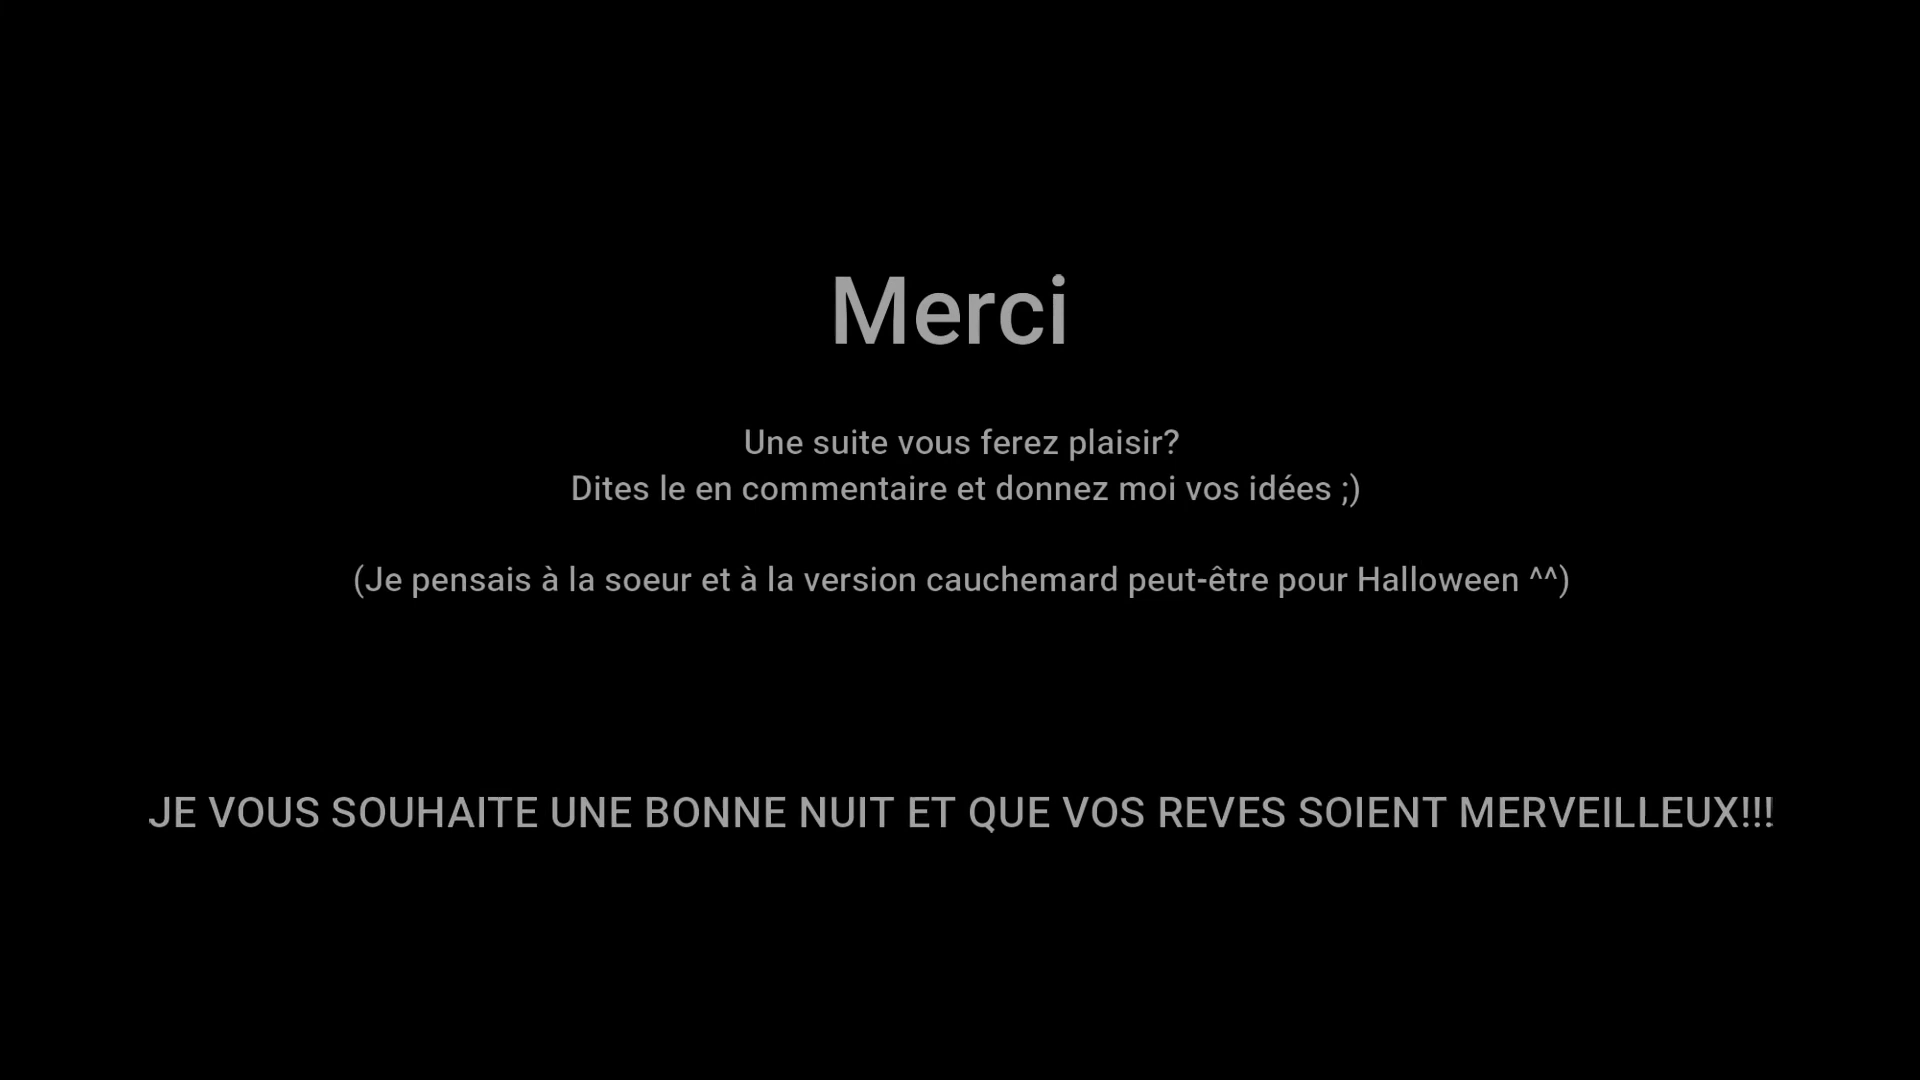 Merci
Une suite vous ferez plaisir?
Dites le en commentaire et donnez moi vos idées ;)
(Je pensais à la soeur et à la version cauchemard peut-être pour Halloween ^^)
JE VOUS SOUHAITE UNE BONNE NUIT ET QUE VOS REVES SOIENT MERVEILLEUX!!!